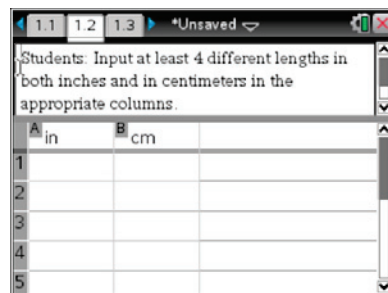 1.1 1.2 1.3 *Unsaved
Students: Input at least 4 different lengths in
both inches and in centimeters in the
appropriate columns.
A in B cm
1
2
3
4
5